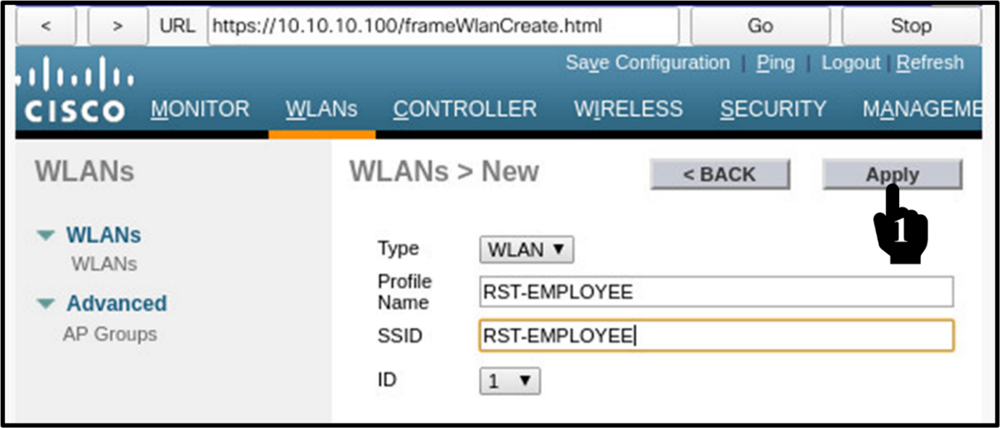 < > URL https://10.10.10.100/frameWlanCreate.html Go Stop
Save Configuration | Ping | Logout | Refresh
CISCO MONITOR WLANs CONTROLLER WIRELESS SECURITY MANAGEME
WLANs
WLANs
WLANs
Advanced
AP Groups
WLANs > New < BACK Apply
1
Type WLAN
Profile Name RST-EMPLOYEE
SSID RST-EMPLOYEE
ID 1